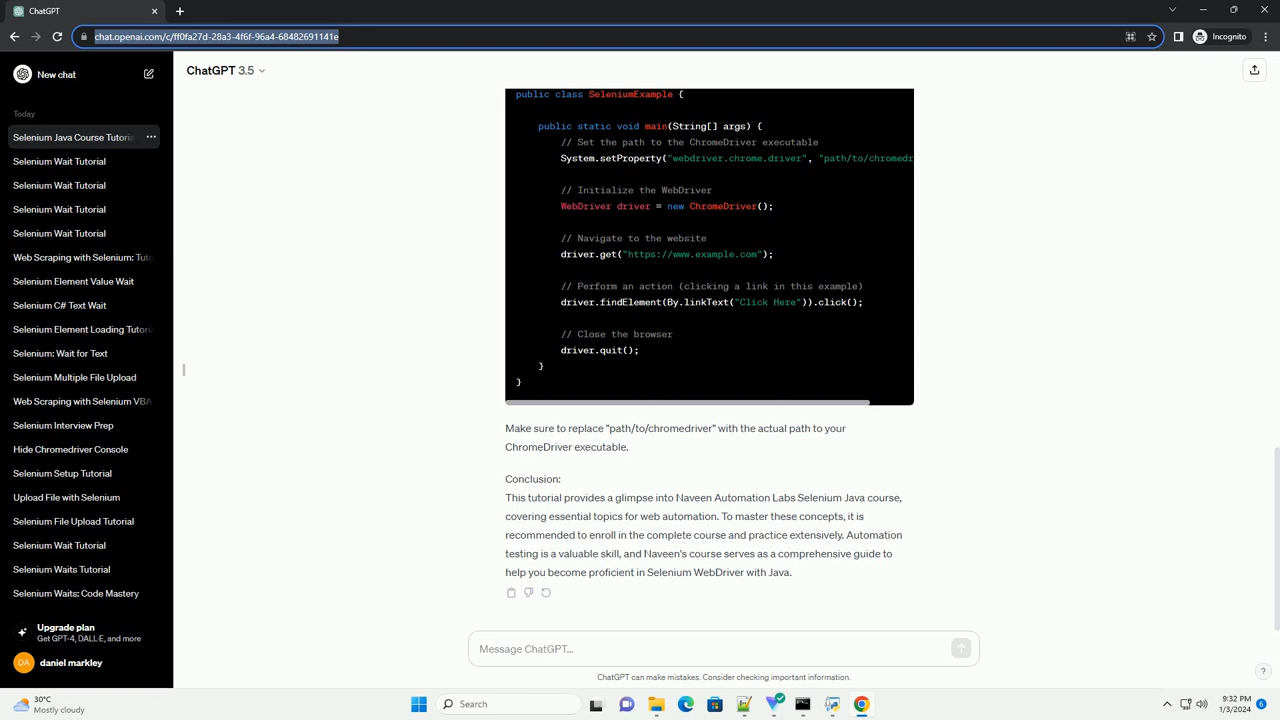 ChatGPT
chat.openai.com/c/ff0fa27d-28a3-4f6f-96a4-68482691141e
Incognito
New chat
ChatGPT 3.5
Today
Selenium Java Course Tutoria
Selenium Wait Tutorial
Selenium Wait Tutorial
Selenium Wait Tutorial
Selenium Wait Tutorial
Web Scraping with Selenium: Tuto
Selenium Element Value Wait
Selenium C# Text Wait
Selenium Element Loading Tutoria
Selenium: Wait for Text
Selenium Multiple File Upload
Web Scraping with Selenium VBA
Selenium Interview Prep
Hide Chromedriver Console
Selenium Setup Tutorial
Upload File with Selenium
Selenium File Upload Tutorial
Selenium Wait Tutorial
Selenium Waits Tutorial
Selenium Waits: Code Mastery
Upgrade plan
Get GPT-4, DALL·E, and more
DA
daniel markley
public class SeleniumExample {
public static void main(String[] args) {
// Set the path to the ChromeDriver executable
System.setProperty("webdriver.chrome.driver", "path/to/chromedr
// Initialize the WebDriver
WebDriver driver = new ChromeDriver();
// Navigate to the website
driver.get("https://www.example.com");
// Perform an action (clicking a link in this example)
driver.findElement(By.linkText("Click Here")).click();
// Close the browser
driver.quit();
}
}
Make sure to replace "path/to/chromedriver" with the actual path to your
ChromeDriver executable.
Conclusion:
This tutorial provides a glimpse into Naveen Automation Labs Selenium Java course,
covering essential topics for web automation. To master these concepts, it is
recommended to enroll in the complete course and practice extensively. Automation
testing is a valuable skill, and Naveen's course serves as a comprehensive guide to
help you become proficient in Selenium WebDriver with Java.
Message ChatGPT...
ChatGPT can make mistakes. Consider checking important information.
?
30°C
Mostly cloudy
Search
9:32 PM
1/3/2024
6